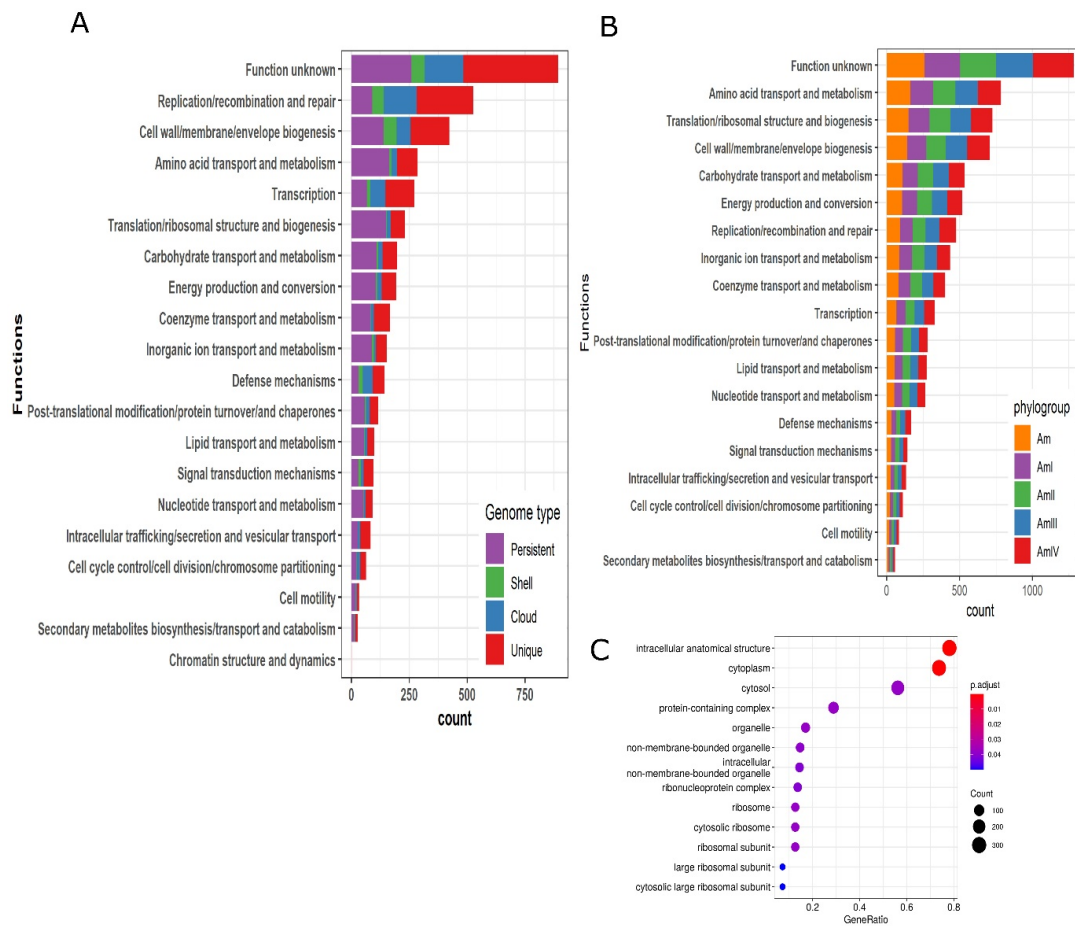 A
Functions
Function unknown
Replication/recombination and repair
Cell wall/membrane/envelope biogenesis
Amino acid transport and metabolism
Transcription
Translation/ribosomal structure and biogenesis
Carbohydrate transport and metabolism
Energy production and conversion
Coenzyme transport and metabolism
Inorganic ion transport and metabolism
Defense mechanisms
Post-translational modification/protein turnover/and chaperones
Lipid transport and metabolism
Signal transduction mechanisms
Nucleotide transport and metabolism
Intracellular trafficking/secretion and vesicular transport
Cell cycle control/cell division/chromosome partitioning
Cell motility
Secondary metabolites biosynthesis/transport and catabolism
Chromatin structure and dynamics
0 250 500 750
count
Genome type
Persistent
Shell
Cloud
Unique
B
Functions
Function unknown
Amino acid transport and metabolism
Translation/ribosomal structure and biogenesis
Cell wall/membrane/envelope biogenesis
Carbohydrate transport and metabolism
Energy production and conversion
Replication/recombination and repair
Inorganic ion transport and metabolism
Coenzyme transport and metabolism
Transcription
Post-translational modification/protein turnover/and chaperones
Lipid transport and metabolism
Nucleotide transport and metabolism
Defense mechanisms
Signal transduction mechanisms
Intracellular trafficking/secretion and vesicular transport
Cell cycle control/cell division/chromosome partitioning
Cell motility
Secondary metabolites biosynthesis/transport and catabolism
0 500 1000
count
phylogroup
Am
AmI
AmII
AmIII
AmIV
C
intracellular anatomical structure
cytoplasm
cytosol
protein-containing complex
organelle
non-membrane-bounded organelle
intracellular
non-membrane-bounded organelle
ribonucleoprotein complex
ribosome
cytosolic ribosome
ribosomal subunit
large ribosomal subunit
cytosolic large ribosomal subunit
0.2 0.4 0.6 0.8
GeneRatio
p.adjust
0.01
0.02
0.03
0.04
Count
100
200
300